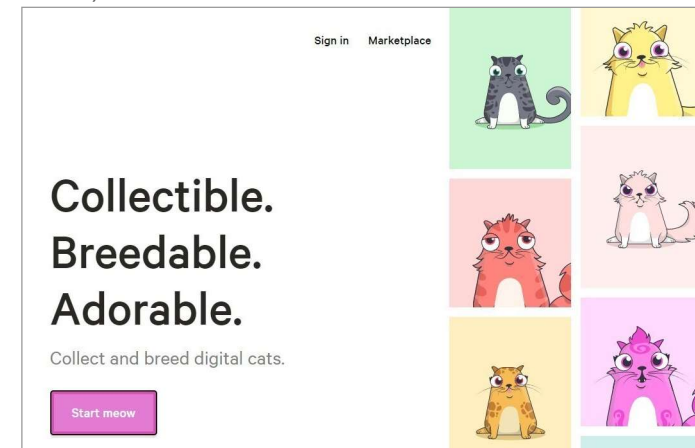 Sign in Marketplace
Collectible.
Breedable.
Adorable.
Collect and breed digital cats.
Start meow